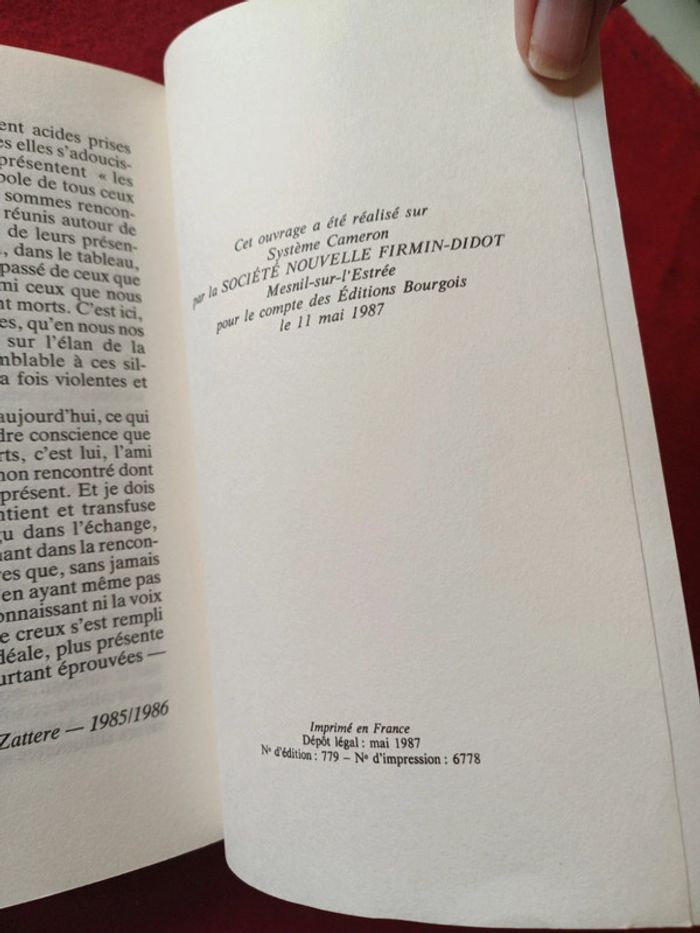 ent acides prises
es elles s'adoucis-
présentent « les
bole de tous ceux
sommes rencon-
réunis autour de
de leurs présen-
, dans le tableau,
passé de ceux que
mi ceux que nous
nt morts. C'est ici,
es, qu'en nous nos
sur l'élan de la
mblable à ces sil-
a fois violentes et
aujourd'hui, ce qui
dre conscience que
rts, c'est lui, l'ami
non rencontré dont
présent. Et je dois
ntient et transfuse
çu dans l'échange,
nant dans la rencon-
res que, sans jamais
en ayant même pas
onnaissant ni la voix
e creux s'est rempli
déale, plus présente
urtant éprouvées —
Zattere — 1985/1986
Cet ouvrage a été réalisé sur
Système Cameron
par la SOCIÉTÉ NOUVELLE FIRMIN-DIDOT
Mesnil-sur-l'Estrée
pour le compte des Éditions Bourgois
le 11 mai 1987
Imprimé en France
Dépôt légal : mai 1987
N° d'édition : 779 – N° d'impression : 6778